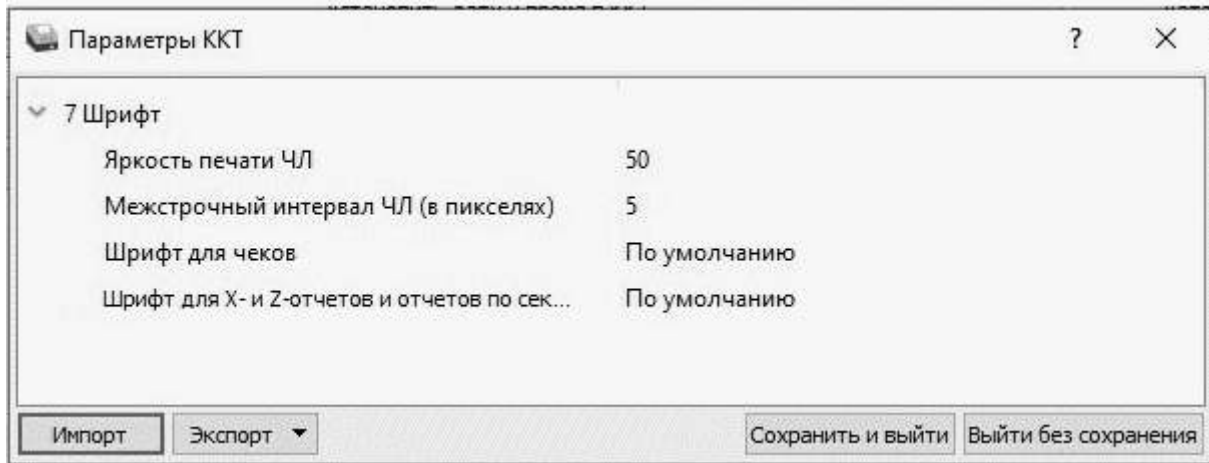 Параметры ККТ ?
7 Шрифт
Яркость печати ЧЛ 50
Межстрочный интервал ЧЛ (в пикселях) 5
Шрифт для чеков По умолчанию
Шрифт для X- и Z-отчетов и отчетов по сек... По умолчанию
Импорт Экспорт Сохранить и выйти Выйти без сохранения